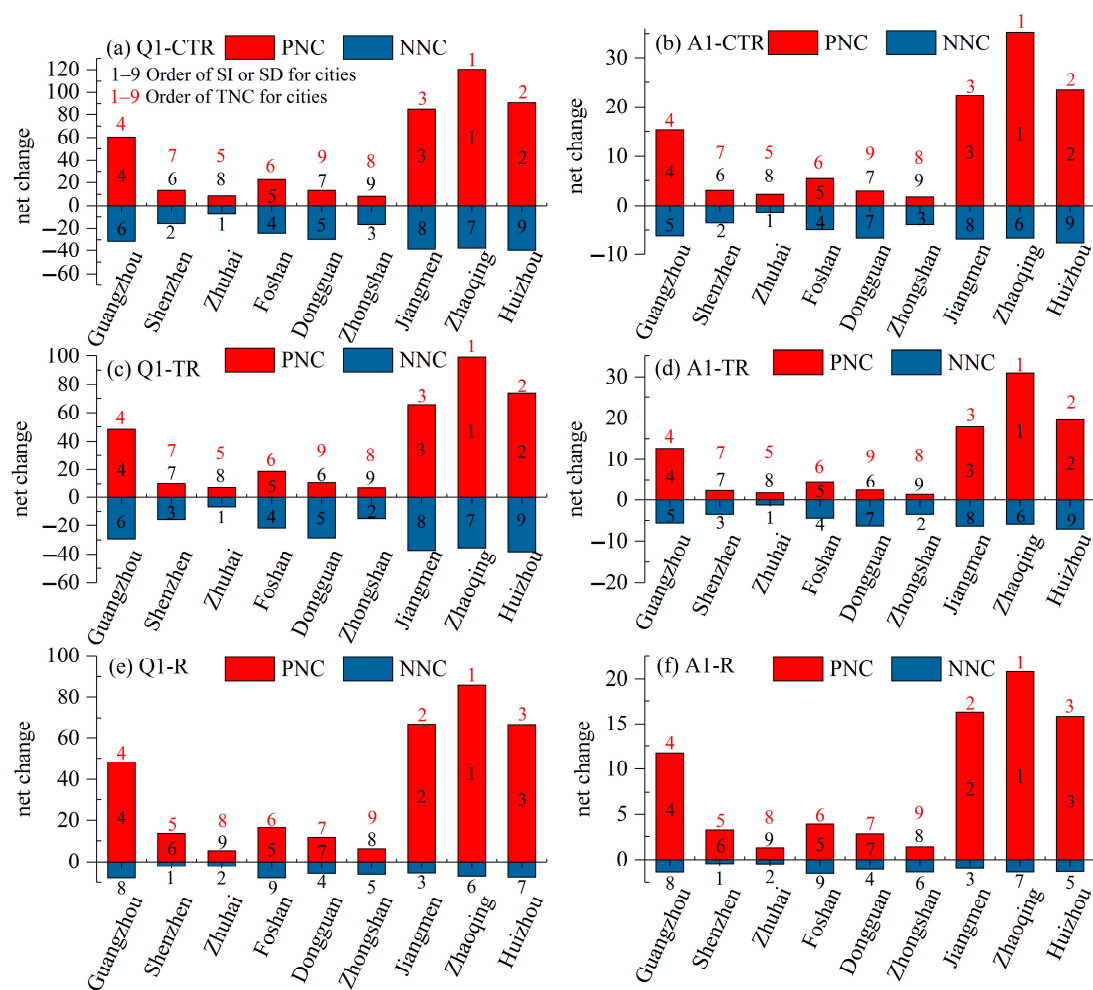 (a) Q1-CTR PNC NNC
1–9 Order of SI or SD for cities
1–9 Order of TNC for cities
net change
120
100
80
60
40
20
0
−20
−40
−60
4 7 5 6 9 8 3 1 2
4 6 8 5 7 9 3 1 2
6 2 1 4 5 3 8 7 9
Guangzhou Shenzhen Zhuhai Foshan Dongguan Zhongshan Jiangmen Zhaoqing Huizhou
(b) A1-CTR PNC NNC
net change
30
20
10
0
−10
4 7 5 6 9 8 3 1 2
4 6 8 5 7 9 3 1 2
5 2 1 4 7 3 8 6 9
Guangzhou Shenzhen Zhuhai Foshan Dongguan Zhongshan Jiangmen Zhaoqing Huizhou
(c) Q1-TR PNC NNC
net change
100
80
60
40
20
0
−20
−40
−60
4 7 5 6 9 8 3 1 2
4 7 8 5 6 9 3 1 2
6 3 1 4 5 2 8 7 9
Guangzhou Shenzhen Zhuhai Foshan Dongguan Zhongshan Jiangmen Zhaoqing Huizhou
(d) A1-TR PNC NNC
net change
30
20
10
0
−10
−20
4 7 5 6 9 8 3 1 2
4 7 8 5 6 9 3 1 2
5 3 1 4 7 2 8 6 9
Guangzhou Shenzhen Zhuhai Foshan Dongguan Zhongshan Jiangmen Zhaoqing Huizhou
(e) Q1-R PNC NNC
net change
100
80
60
40
20
0
4 5 8 6 7 9 2 1 3
4 6 9 5 7 8 2 1 3
8 1 2 9 4 5 3 6 7
Guangzhou Shenzhen Zhuhai Foshan Dongguan Zhongshan Jiangmen Zhaoqing Huizhou
(f) A1-R PNC NNC
net change
20
15
10
5
0
4 5 8 6 7 9 2 1 3
4 6 9 5 7 8 2 1 3
8 1 2 9 4 6 3 7 5
Guangzhou Shenzhen Zhuhai Foshan Dongguan Zhongshan Jiangmen Zhaoqing Huizhou